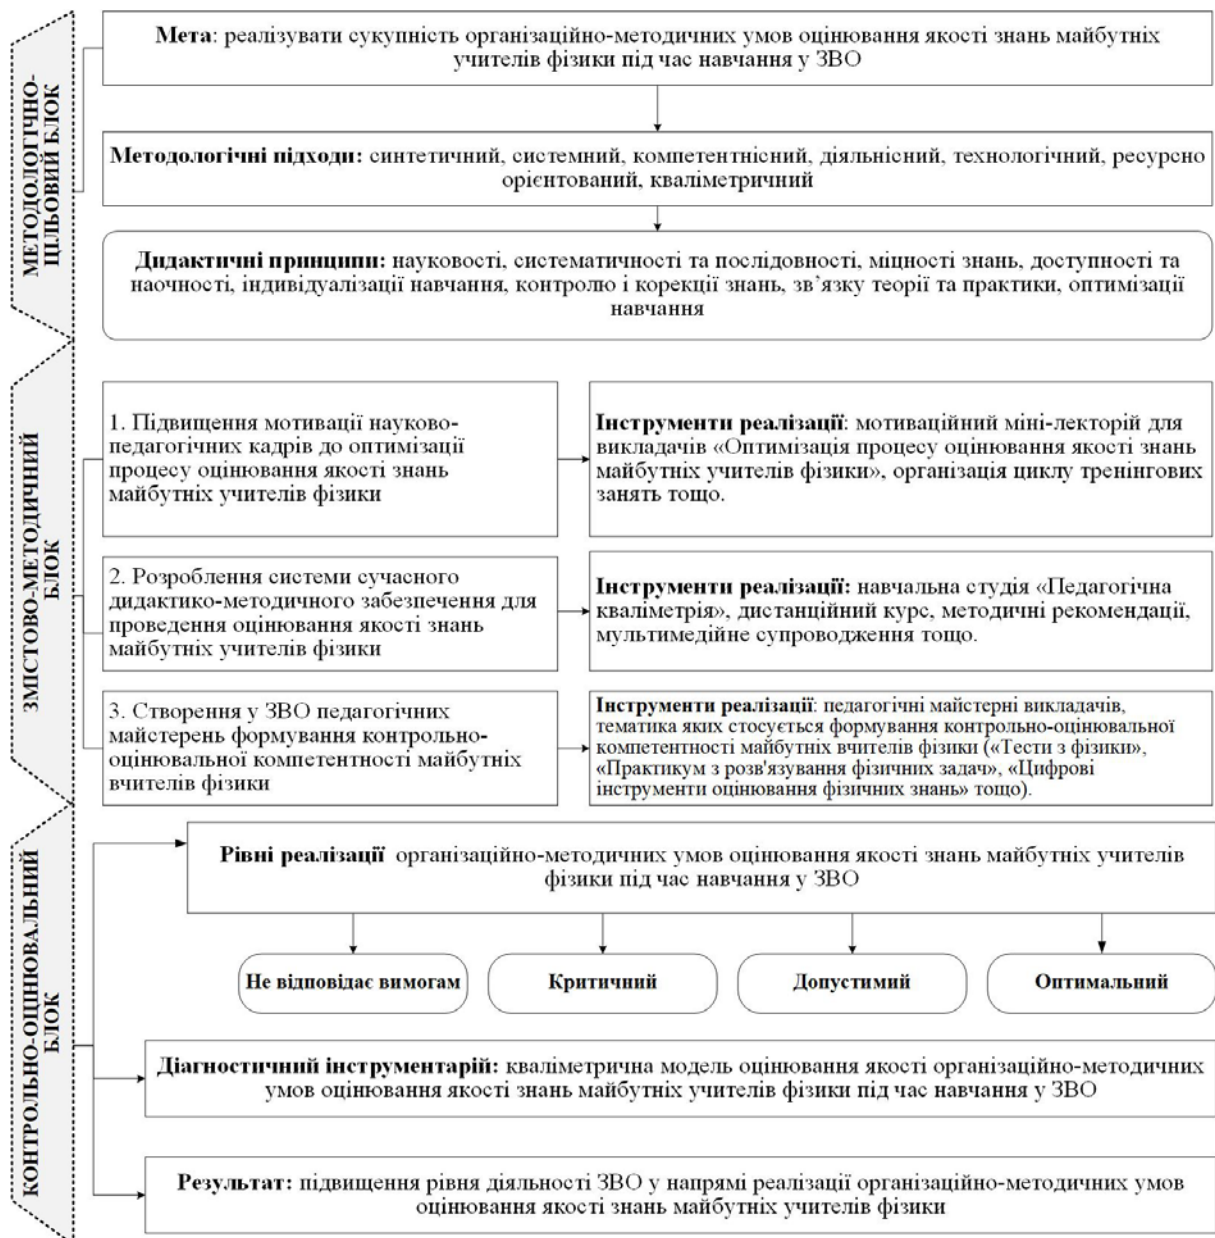 МЕТОДОЛОГІЧНО-
ЦІЛЬОВИЙ БЛОК
Мета: реалізувати сукупність організаційно-методичних умов оцінювання якості знань майбутніх
учителів фізики під час навчання у ЗВО
Методологічні підходи: синтетичний, системний, компетентнісний, діяльнісний, технологічний, ресурсно
орієнтований, кваліметричний
Дидактичні принципи: науковості, систематичності та послідовності, міцності знань, доступності та
наочності, індивідуалізації навчання, контролю і корекції знань, зв’язку теорії та практики, оптимізації
навчання
ЗМІСТОВО-МЕТОДИЧНИЙ
БЛОК
1. Підвищення мотивації науково-
педагогічних кадрів до оптимізації
процесу оцінювання якості знань
майбутніх учителів фізики
Інструменти реалізації: мотиваційний міні-лекторій для
викладачів «Оптимізація процесу оцінювання якості знань
майбутніх учителів фізики», організація циклу тренінгових
занять тощо.
2. Розроблення системи сучасного
дидактико-методичного забезпечення для
проведення оцінювання якості знань
майбутніх учителів фізики
Інструменти реалізації: навчальна студія «Педагогічна
кваліметрія», дистанційний курс, методичні рекомендації,
мультимедійне супроводження тощо.
3. Створення у ЗВО педагогічних
майстерень формування контрольно-
оцінювальної компетентності майбутніх
вчителів фізики
Інструменти реалізації: педагогічні майстерні викладачів,
тематика яких стосується формування контрольно-оцінювальної
компетентності майбутніх вчителів фізики («Тести з фізики»,
«Практикум з розв'язування фізичних задач», «Цифрові
інструменти оцінювання фізичних знань» тощо).
КОНТРОЛЬНО-ОЦІНЮВАЛЬНИЙ
БЛОК
Рівні реалізації організаційно-методичних умов оцінювання якості знань майбутніх учителів
фізики під час навчання у ЗВО
Не відповідає вимогам
Критичний
Допустимий
Оптимальний
Діагностичний інструментарій: кваліметрична модель оцінювання якості організаційно-методичних
умов оцінювання якості знань майбутніх учителів фізики під час навчання у ЗВО
Результат: підвищення рівня діяльності ЗВО у напрямі реалізації організаційно-методичних умов
оцінювання якості знань майбутніх учителів фізики